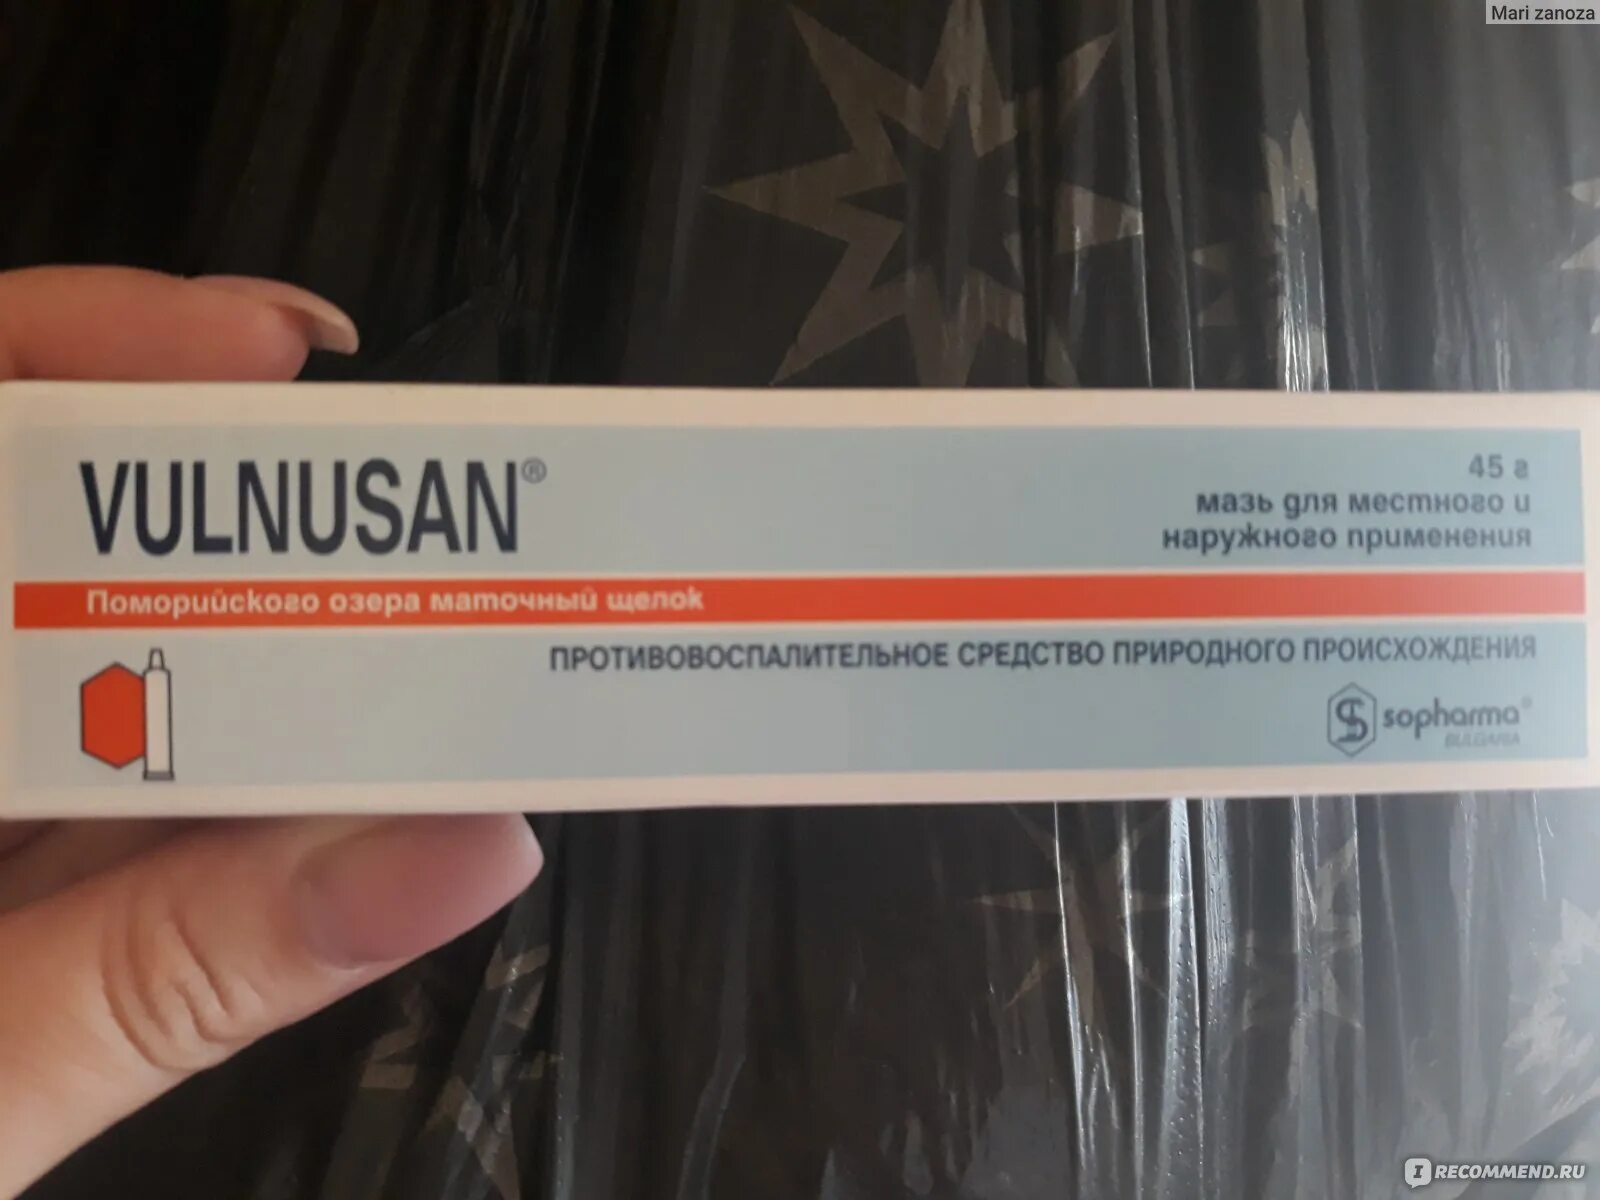 Mari zanoza
VULNUSAN®
45 г
мазь для местного и
наружного применения
Поморийского озера маточный щелок
ПРОТИВОВОСПАЛИТЕЛЬНОЕ СРЕДСТВО ПРИРОДНОГО ПРОИСХОЖДЕНИЯ
sopharma®
BULGARIA
IRECOMMEND.RU